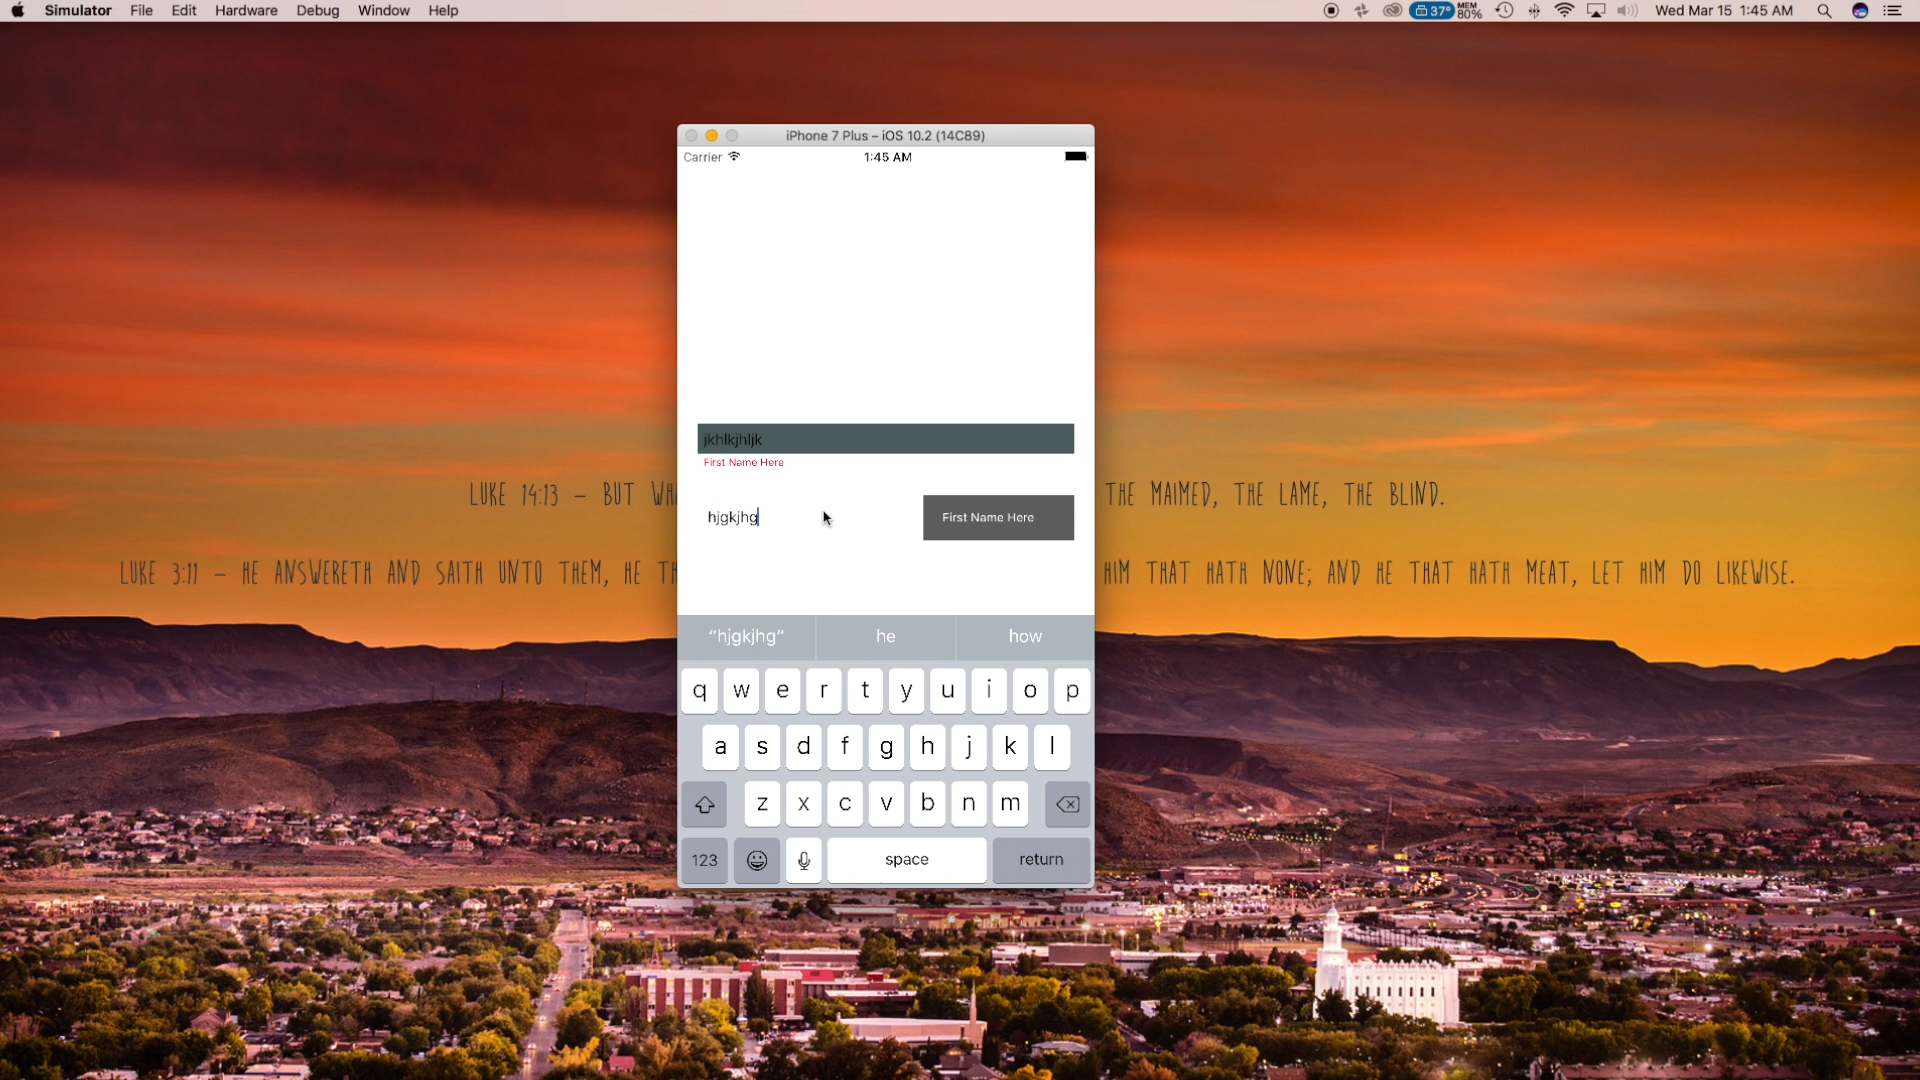 Simulator File Edit Hardware Debug Window Help 37° MEM 80% Wed Mar 15 1:45 AM
iPhone 7 Plus – iOS 10.2 (14C89)
Carrier 1:45 AM
jkhlkjhljk
First Name Here
LUKE 14:13 – BUT WH THE MAIMED, THE LAME, THE BLIND.
hjgkjhg First Name Here
LUKE 3:11 – HE ANSWERETH AND SAITH UNTO THEM, HE TH HIM THAT HATH NONE; AND HE THAT HATH MEAT, LET HIM DO LIKEWISE.
“hjgkjhg” he how
q w e r t y u i o p
a s d f g h j k l
z x c v b n m
123 space return